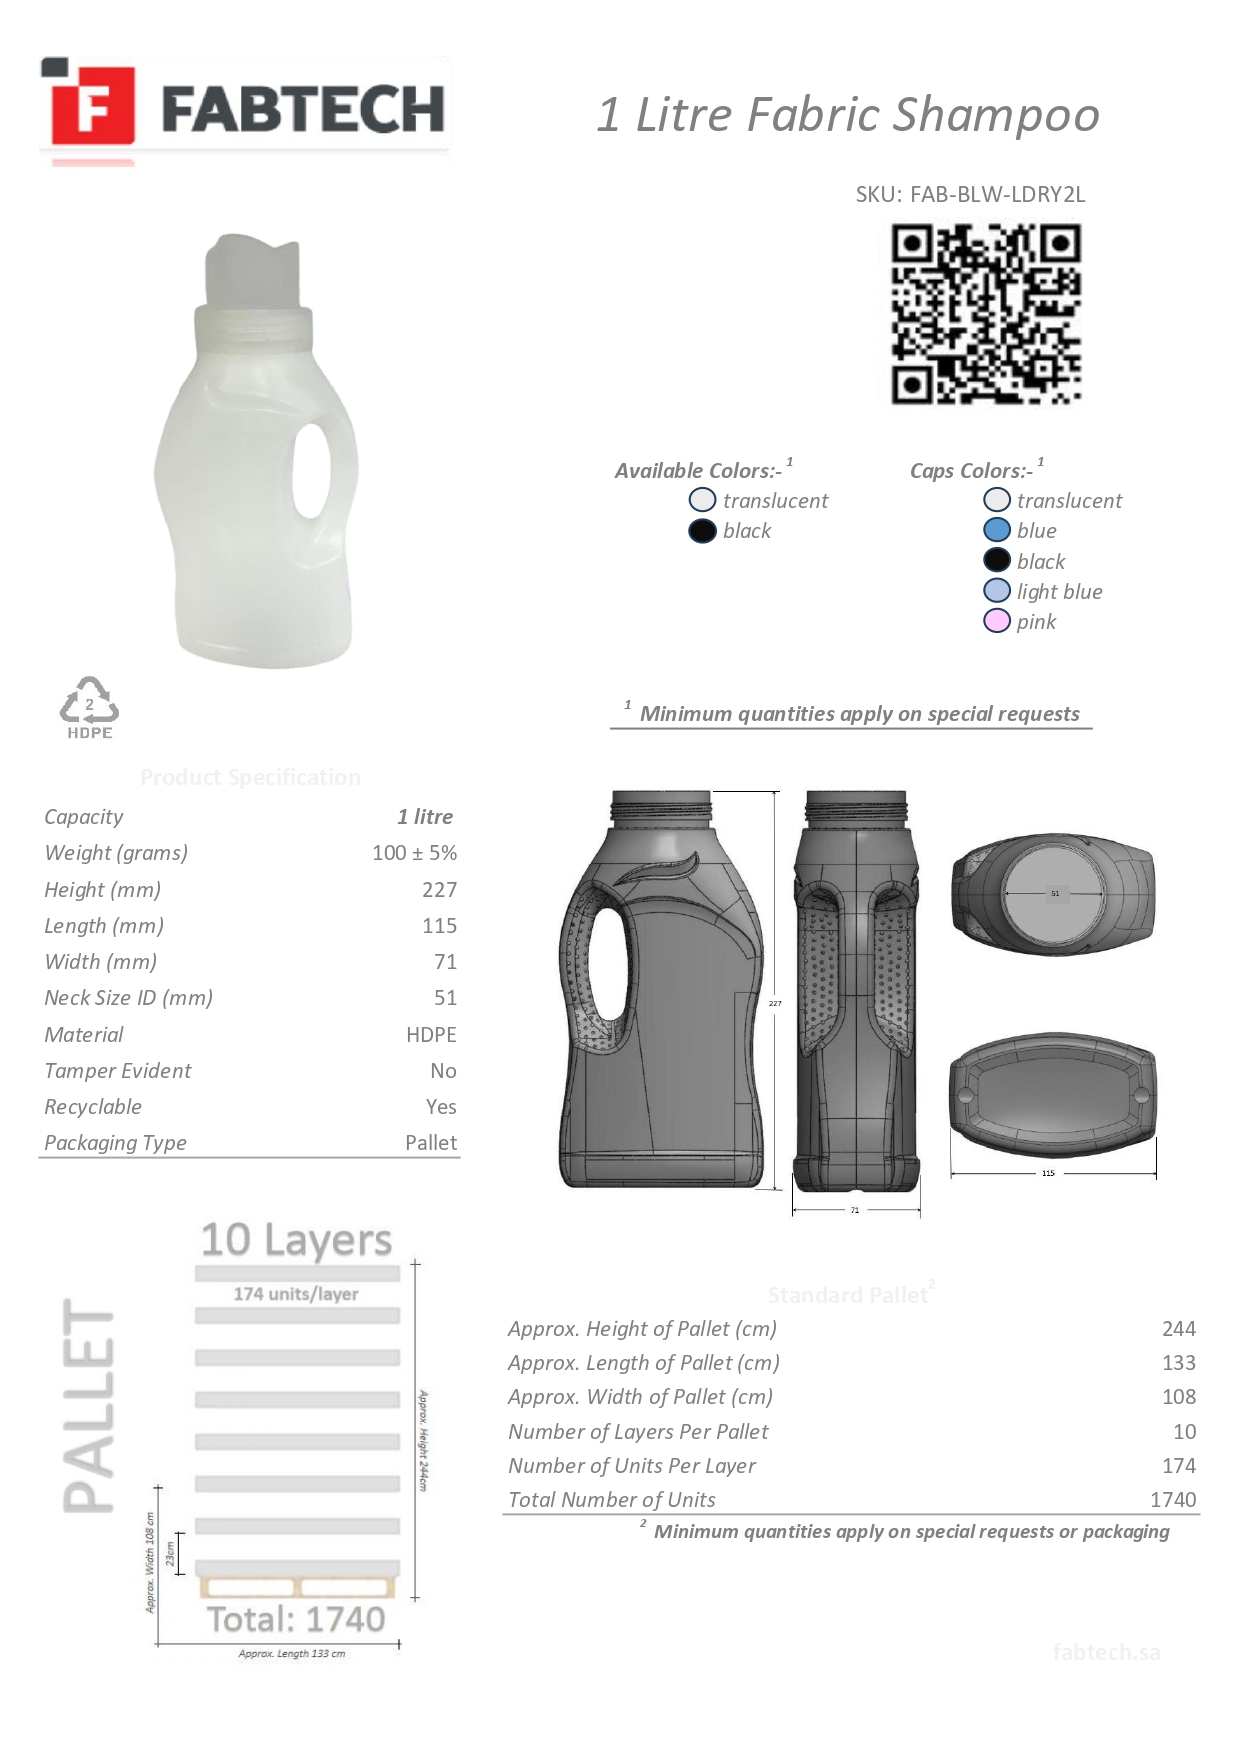 FABTECH
1 Litre Fabric Shampoo
SKU: FAB-BLW-LDRY2L
Available Colors:- 1
translucent
black
Caps Colors:- 1
translucent
blue
black
light blue
pink
2
HDPE
1 Minimum quantities apply on special requests
Product Specification
Capacity 1 litre
Weight (grams) 100 ± 5%
Height (mm) 227
Length (mm) 115
Width (mm) 71
Neck Size ID (mm) 51
Material HDPE
Tamper Evident No
Recyclable Yes
Packaging Type Pallet
227
71
51
115
PALLET
10 Layers
174 units/layer
Approx. Height 244cm
Approx. Width 108 cm
23cm
Total: 1740
Approx. Length 133 cm
Standard Pallet 2
Approx. Height of Pallet (cm) 244
Approx. Length of Pallet (cm) 133
Approx. Width of Pallet (cm) 108
Number of Layers Per Pallet 10
Number of Units Per Layer 174
Total Number of Units 1740
2 Minimum quantities apply on special requests or packaging
fabtech.sa